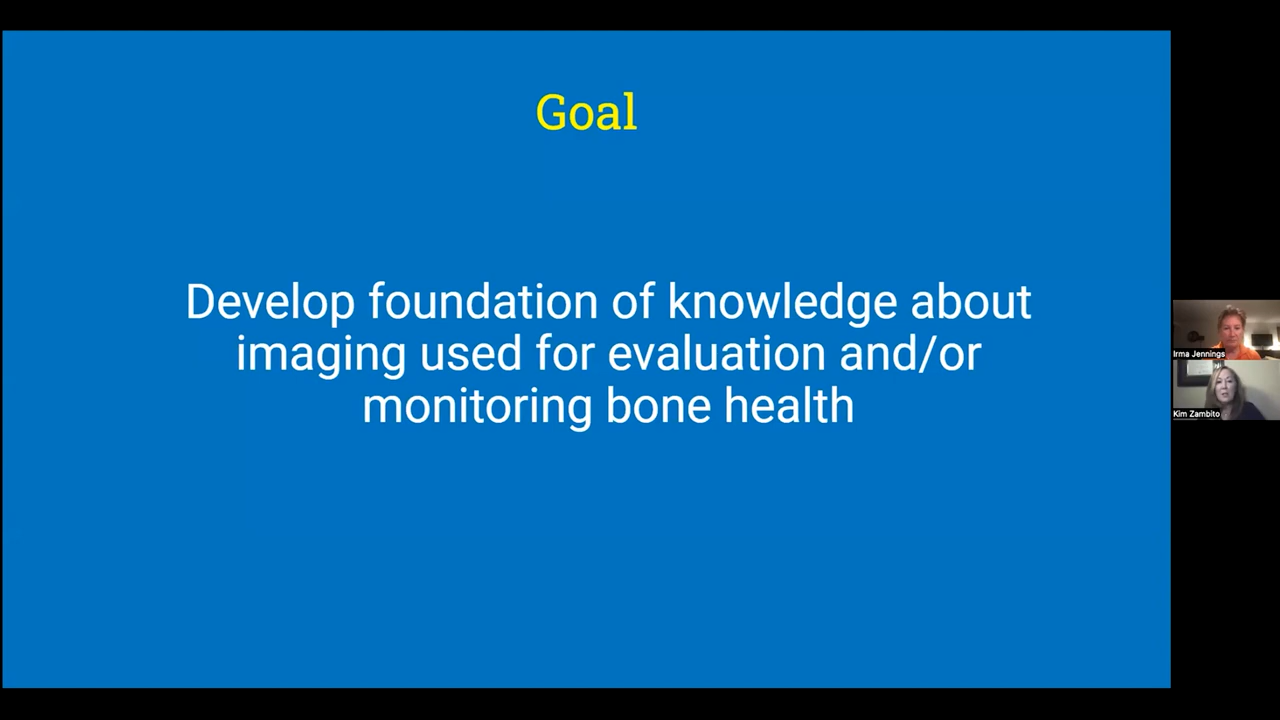 Goal
Develop foundation of knowledge about
imaging used for evaluation and/or
monitoring bone health
Irma Jennings
Kim Zambito